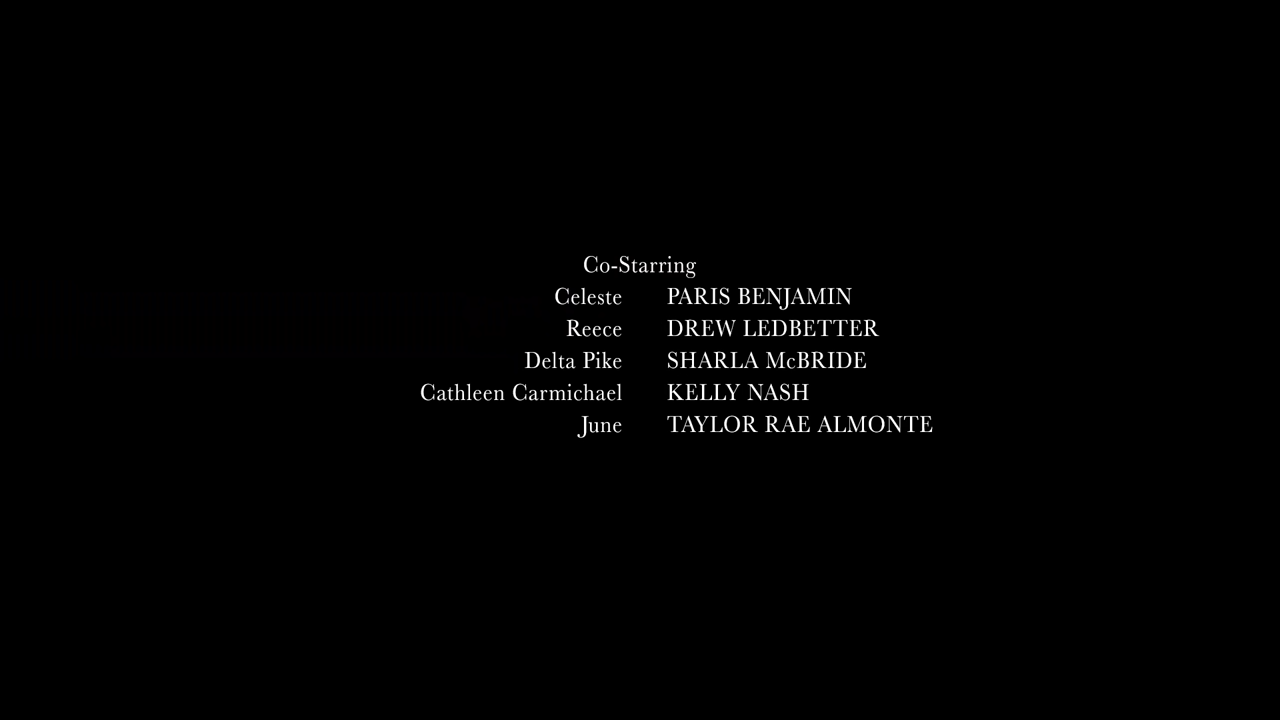 Co-Starring
Celeste PARIS BENJAMIN
Reece DREW LEDBETTER
Delta Pike SHARLA McBRIDE
Cathleen Carmichael KELLY NASH
June TAYLOR RAE ALMONTE